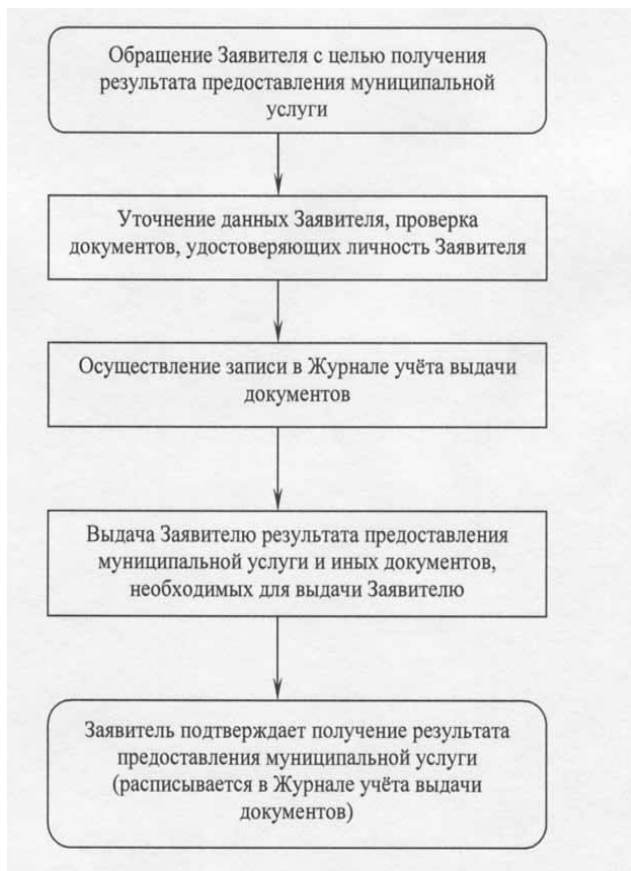 Обращение Заявителя с целью получения
результата предоставления муниципальной
услуги
Уточнение данных Заявителя, проверка
документов, удостоверяющих личность Заявителя
Осуществление записи в Журнале учёта выдачи
документов
Выдача Заявителю результата предоставления
муниципальной услуги и иных документов,
необходимых для выдачи Заявителю
Заявитель подтверждает получение результата
предоставления муниципальной услуги
(расписывается в Журнале учёта выдачи
документов)